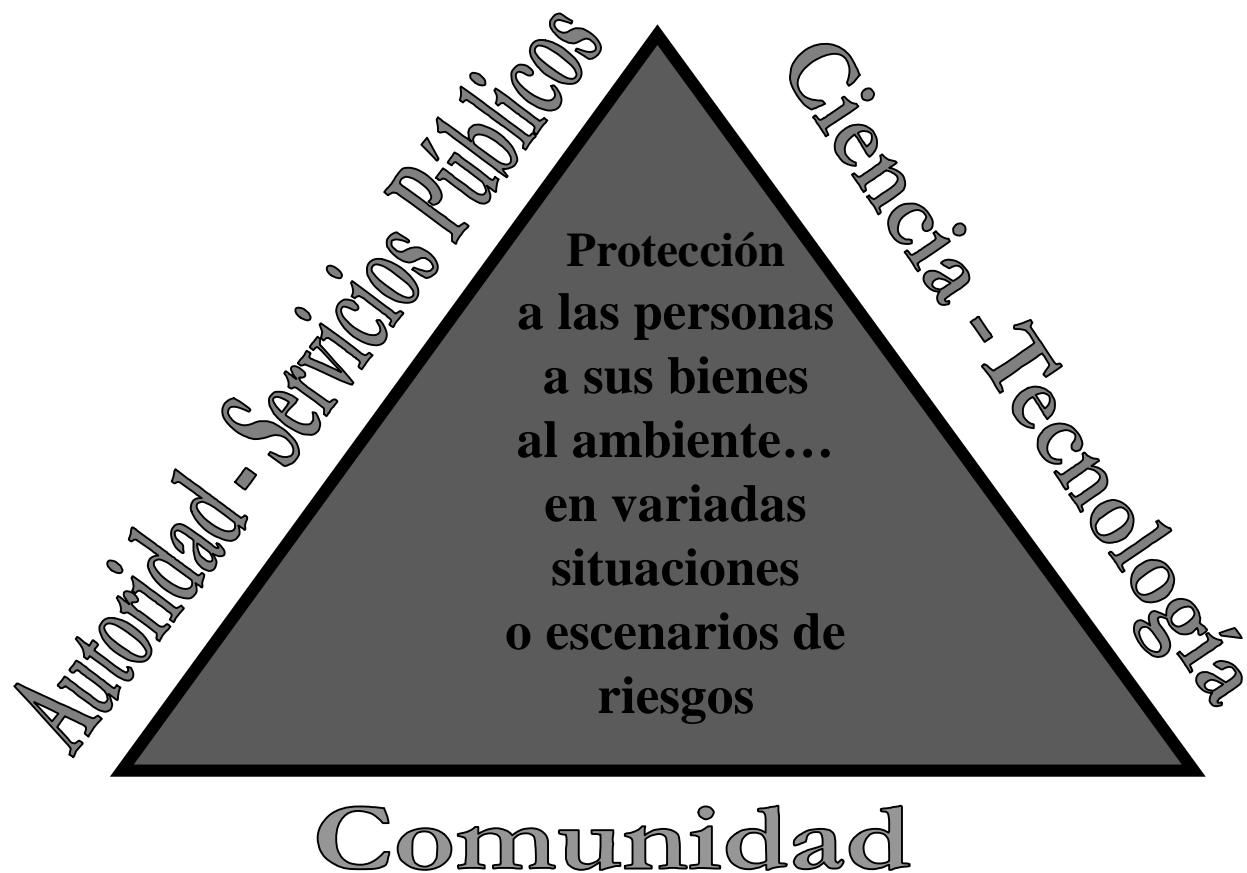 Autoridad - Servicios Públicos
Ciencia - Tecnología
Protección
a las personas
a sus bienes
al ambiente…
en variadas
situaciones
o escenarios de
riesgos
Comunidad